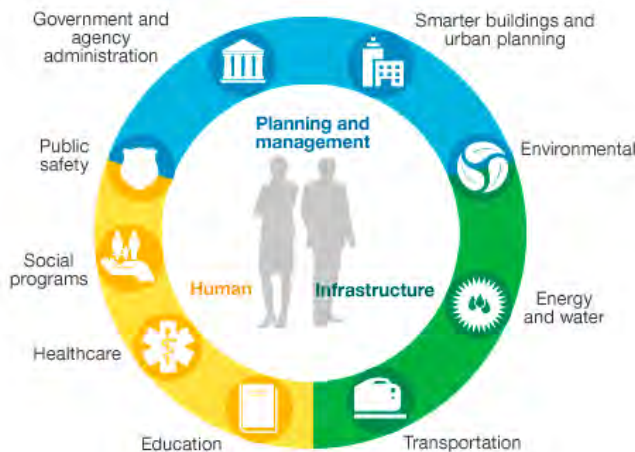 Government and
agency
administration
Smarter buildings and
urban planning
Planning and
management
Public
safety
Environmental
Social
programs
Human
Infrastructure
Energy
and water
Healthcare
Education
Transportation